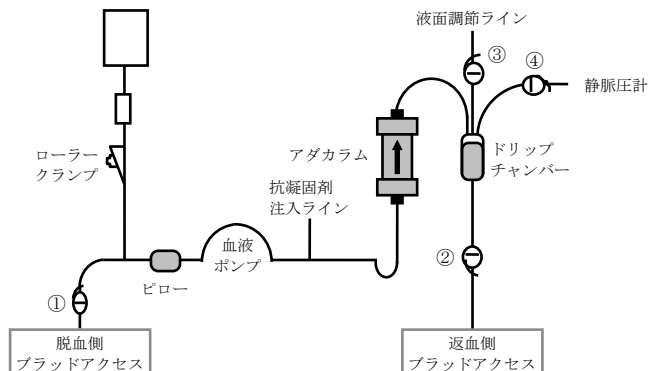 液面調節ライン
③
④
静脈圧計
ローラー
クランプ
アダカラム
ドリップ
チャンバー
抗凝固剤
注入ライン
血液
ポンプ
②
ピロー
①
脱血側
ブラッドアクセス
返血側
ブラッドアクセス